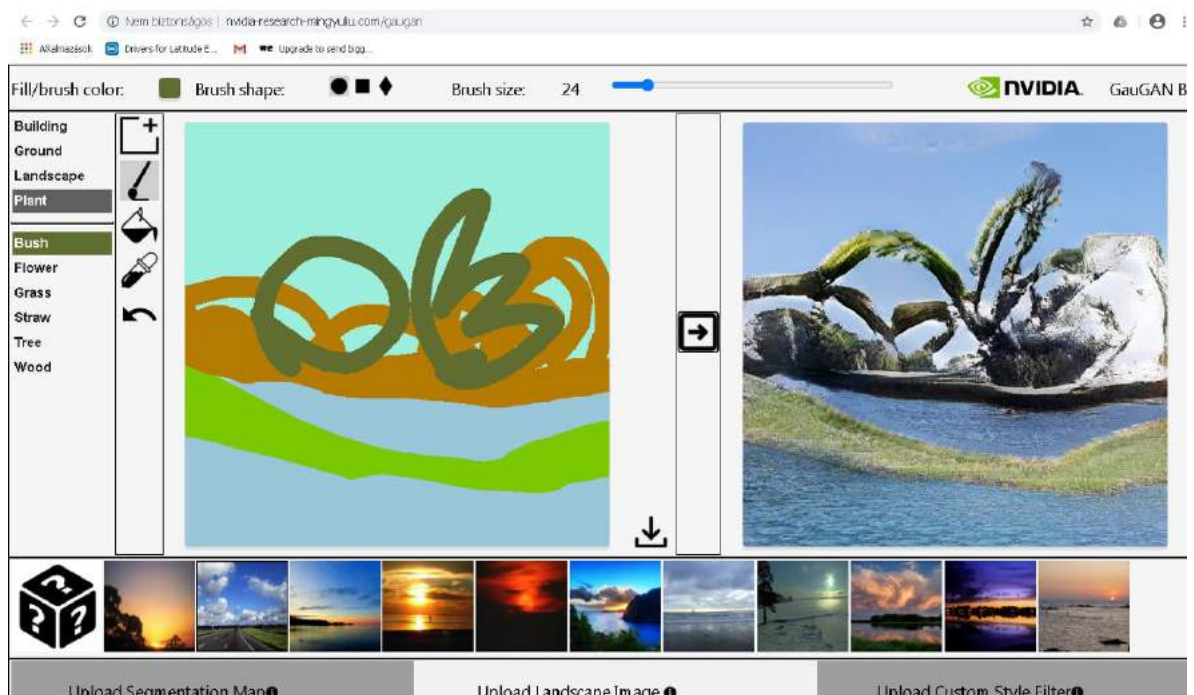 Nem biztonságos | nvidia-research-mingyuliu.com/gaugan
Alkalmazások Drivers for Latitude E... Upgrade to send bigg...
Fill/brush color: Brush shape: Brush size: 24 NVIDIA. GauGAN B
Building
Ground
Landscape
Plant
Bush
Flower
Grass
Straw
Tree
Wood
Upload Segmentation Map Upload Landscape Image Upload Custom Style Filter